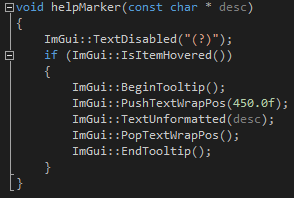 void helpMarker(const char * desc)
{
    ImGui::TextDisabled("(?)");
    if (ImGui::IsItemHovered())
    {
        ImGui::BeginTooltip();
        ImGui::PushTextWrapPos(450.0f);
        ImGui::TextUnformatted(desc);
        ImGui::PopTextWrapPos();
        ImGui::EndTooltip();
    }
}